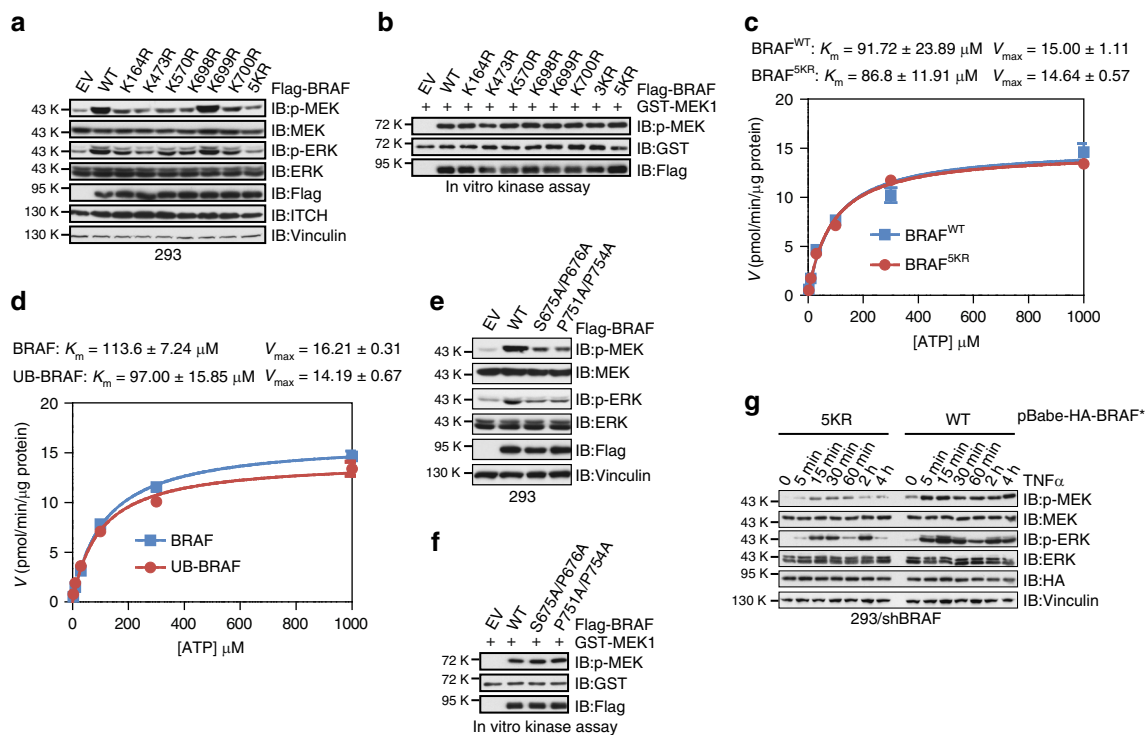 a
EV WT K164R K473R K570R K698R K699R K700R 5KR
Flag-BRAF
43 K IB:p-MEK
43 K IB:MEK
43 K IB:p-ERK
43 K IB:ERK
95 K IB:Flag
130 K IB:ITCH
130 K IB:Vinculin
293
b
EV WT K164R K473R K570R K698R K699R K700R 3KR 5KR
Flag-BRAF
+ + + + + + + + + + GST-MEK1
72 K IB:p-MEK
72 K IB:GST
95 K IB:Flag
In vitro kinase assay
c
BRAF^WT: K_m = 91.72 ± 23.89 μM V_max = 15.00 ± 1.11
BRAF^5KR: K_m = 86.8 ± 11.91 μM V_max = 14.64 ± 0.57
20
15
10
5
0
V (pmol/min/μg protein)
BRAF^WT
BRAF^5KR
0 200 400 600 800 1000
[ATP] μM
d
BRAF: K_m = 113.6 ± 7.24 μM V_max = 16.21 ± 0.31
UB-BRAF: K_m = 97.00 ± 15.85 μM V_max = 14.19 ± 0.67
20
15
10
5
0
V (pmol/min/μg protein)
BRAF
UB-BRAF
0 200 400 600 800 1000
[ATP] μM
e
EV WT S675A/P676A P751A/P754A
Flag-BRAF
43 K IB:p-MEK
43 K IB:MEK
43 K IB:p-ERK
43 K IB:ERK
95 K IB:Flag
130 K IB:Vinculin
293
f
EV WT S675A/P676A P751A/P754A
Flag-BRAF
+ + + + GST-MEK1
72 K IB:p-MEK
72 K IB:GST
95 K IB:Flag
In vitro kinase assay
g
5KR WT pBabe-HA-BRAF*
0 5 min 15 min 30 min 60 min 2 h 4 h 0 5 min 15 min 30 min 60 min 2 h 4 h
TNFα
43 K IB:p-MEK
43 K IB:MEK
43 K IB:p-ERK
43 K IB:ERK
95 K IB:HA
130 K IB:Vinculin
293/shBRAF